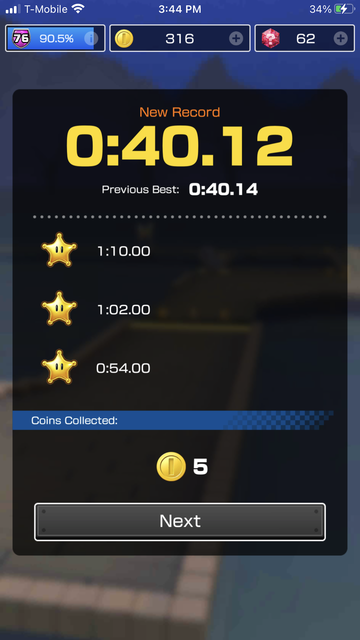 T-Mobile 3:44 PM 34%
76 90.5% 316 62
New Record
0:40.12
Previous Best: 0:40.14
1:10.00
1:02.00
0:54.00
Coins Collected:
5
Next